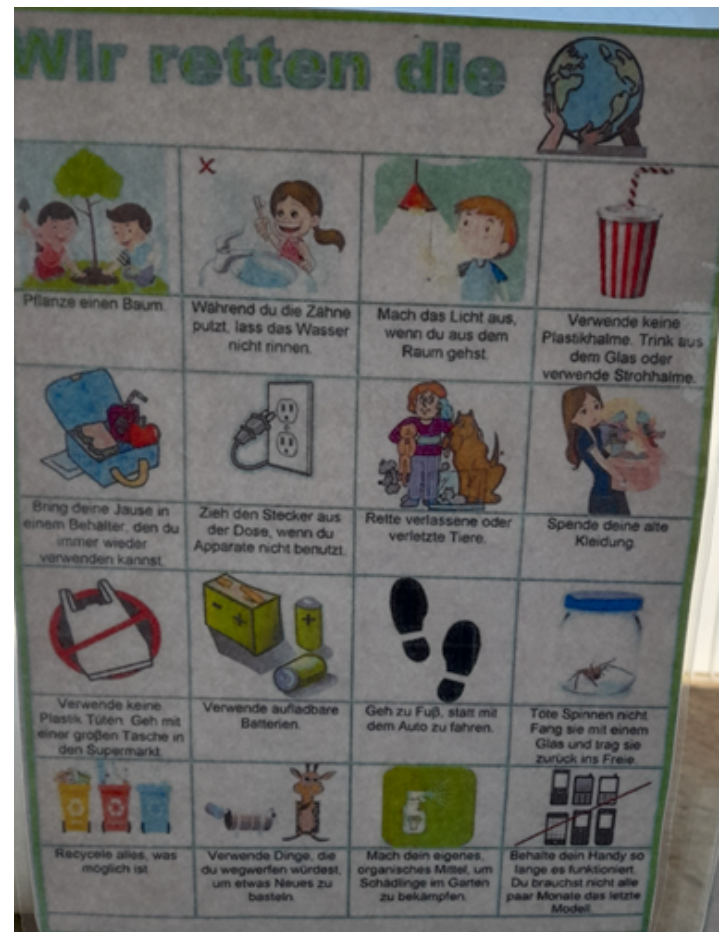 Wir retten die
Pflanze einen Baum.
Während du die Zähne
putzt, lass das Wasser
nicht rinnen.
Mach das Licht aus,
wenn du aus dem
Raum gehst.
Verwende keine
Plastikhalme. Trink aus
dem Glas oder
verwende Strohhalme.
Bring deine Jause in
einem Behälter, den du
immer wieder
verwenden kannst.
Zieh den Stecker aus
der Dose, wenn du
Apparate nicht benutzt.
Rette verlassene oder
verletzte Tiere.
Spende deine alte
Kleidung.
Verwende keine
Plastik Tüten. Geh mit
einer großen Tasche in
den Supermarkt.
Verwende aufladbare
Batterien.
Geh zu Fuß, statt mit
dem Auto zu fahren.
Töte Spinnen nicht.
Fang sie mit einem
Glas und trag sie
zurück ins Freie.
Recycele alles, was
möglich ist.
Verwende Dinge, die
du wegwerfen würdest,
um etwas Neues zu
basteln.
Mach dein eigenes,
organisches Mittel, um
Schädlinge im Garten
zu bekämpfen.
Behalte dein Handy so
lange es funktioniert.
Du brauchst nicht alle
paar Monate das letzte
Modell.